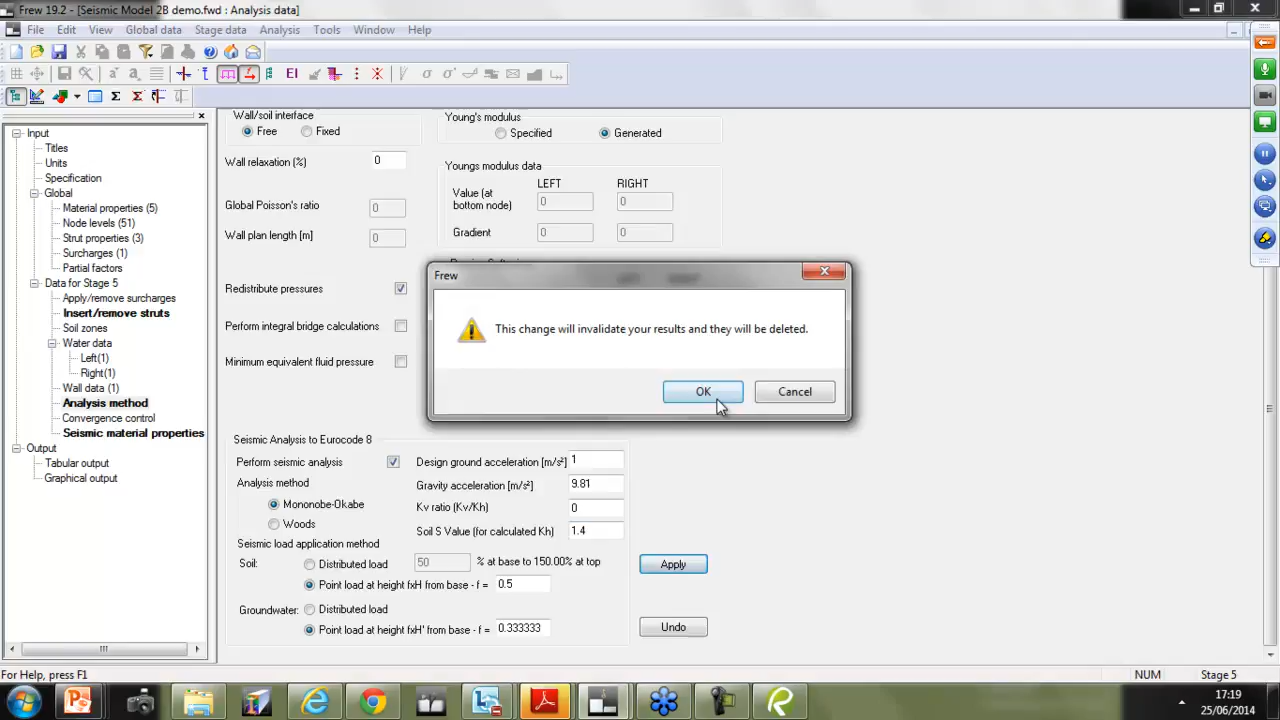 Frew 19.2 - [Seismic Model 2B demo.fwd : Analysis data]
File Edit View Global data Stage data Analysis Tools Window Help
EI
Input
Titles
Units
Specification
Global
Material properties (5)
Node levels (51)
Strut properties (3)
Surcharges (1)
Partial factors
Data for Stage 5
Apply/remove surcharges
Insert/remove struts
Soil zones
Water data
Left(1)
Right(1)
Wall data (1)
Analysis method
Convergence control
Seismic material properties
Output
Tabular output
Graphical output
Wall/soil interface
Free Fixed
Wall relaxation (%) 0
Global Poisson's ratio 0
Wall plan length [m] 0
Redistribute pressures
Perform integral bridge calculations
Minimum equivalent fluid pressure
Young's modulus
Specified Generated
Youngs modulus data
LEFT RIGHT
Value (at bottom node) 0 0
Gradient 0 0
Frew
This change will invalidate your results and they will be deleted.
OK Cancel
Seismic Analysis to Eurocode 8
Perform seismic analysis
Design ground acceleration [m/s²] 1
Analysis method
Gravity acceleration [m/s²] 9.81
Mononobe-Okabe
Kv ratio (Kv/Kh) 0
Woods
Soil S Value (for calculated Kh) 1.4
Seismic load application method
Soil: Distributed load 50 % at base to 150.00% at top
Point load at height fxH from base - f = 0.5
Groundwater: Distributed load
Point load at height fxH' from base - f = 0.333333
Apply
Undo
For Help, press F1
NUM Stage 5
17:19
25/06/2014